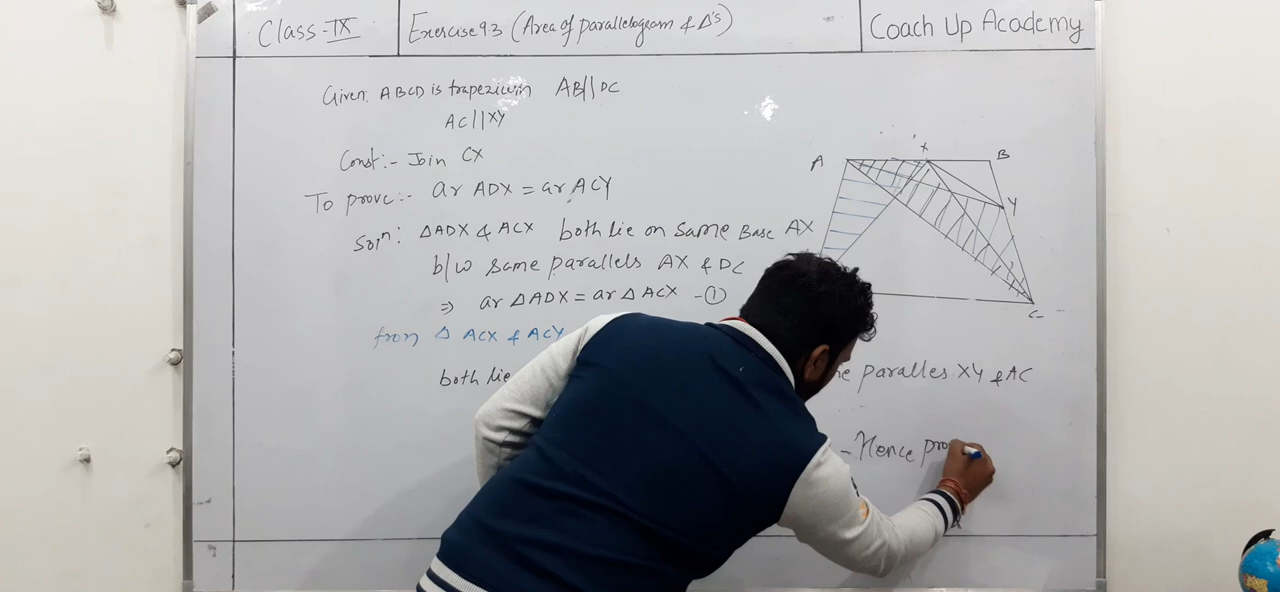 Class-IX
Exercise 9.3 (Area of parallelogram & Δ's)
Coach Up Academy
Given: ABCD is trapezium AB||DC
AC||XY
Const:- Join CX
To prove:- ar ADX = ar ACY
Soln: ΔADX & ACX both lie on same Base AX
b/w same parallels AX & DC
⇒ ar ΔADX = ar ΔACX -①
from Δ ACX & ACY
both lie
paralles XY & AC
- Hence pro
A
X
B
Y
C